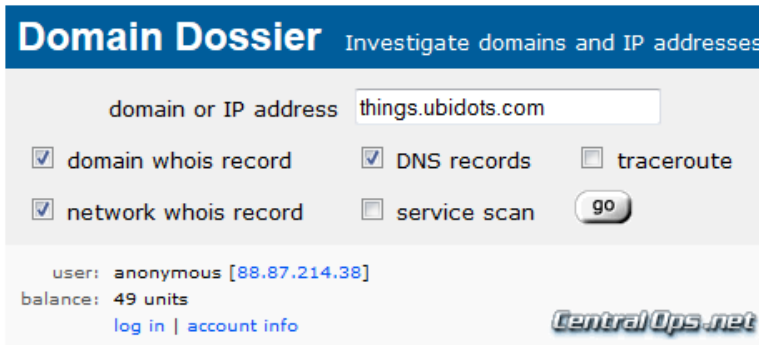 Domain Dossier Investigate domains and IP addresses
domain or IP address things.ubidots.com
domain whois record DNS records traceroute
network whois record service scan go
user: anonymous [88.87.214.38]
balance: 49 units
log in | account info
CentralOps.net